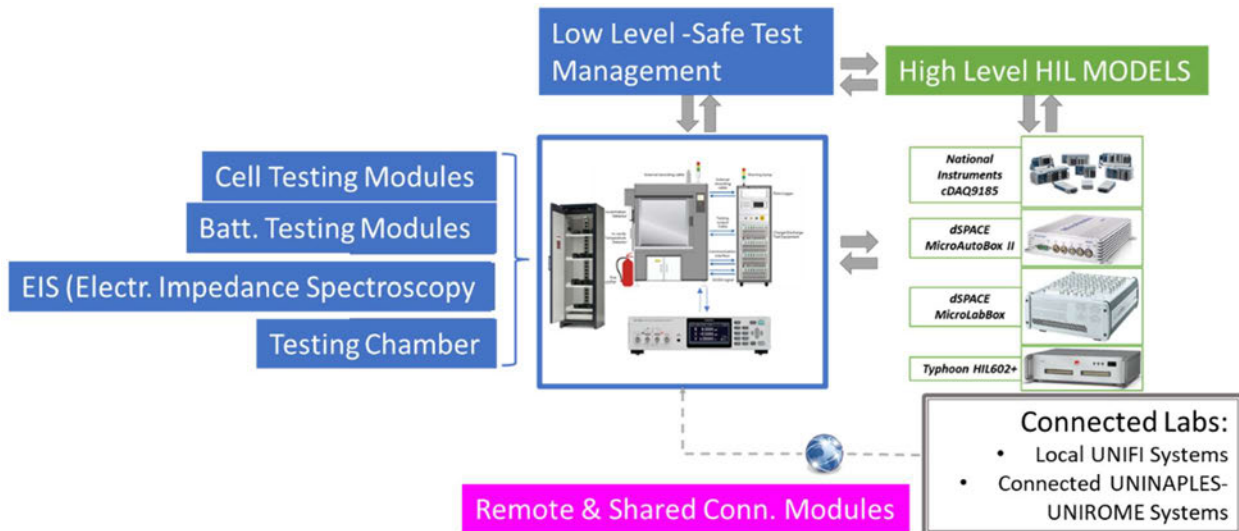 Low Level -Safe Test
Management
High Level HIL MODELS
Cell Testing Modules
Batt. Testing Modules
EIS (Electr. Impedance Spectroscopy
Testing Chamber
National
Instruments
cDAQ9185
dSPACE
MicroAutoBox II
dSPACE
MicroLabBox
Typhoon HIL602+
Connected Labs:
• Local UNIFI Systems
• Connected UNINAPLES-
UNIROME Systems
Remote & Shared Conn. Modules